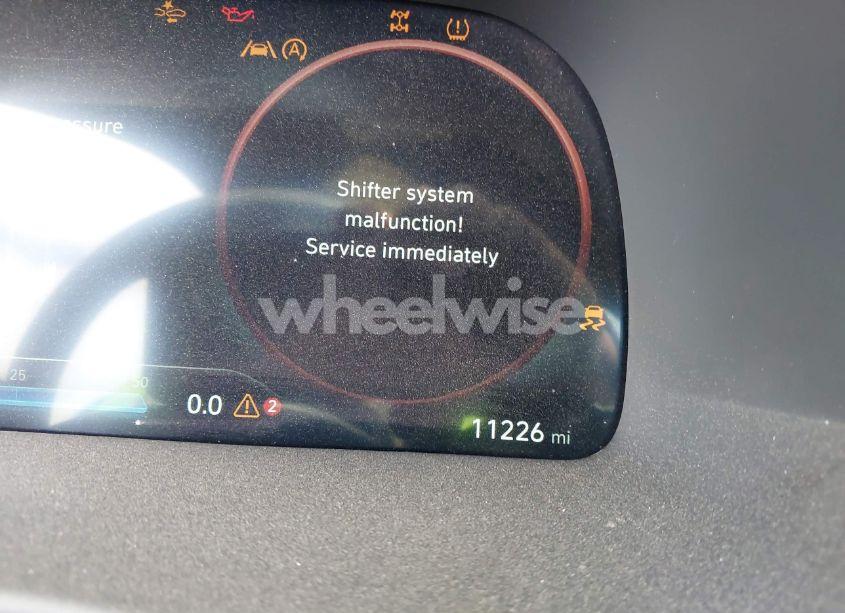 Shifter system
malfunction!
Service immediately
wheelwise
25
50
0.0
2
11226 mi